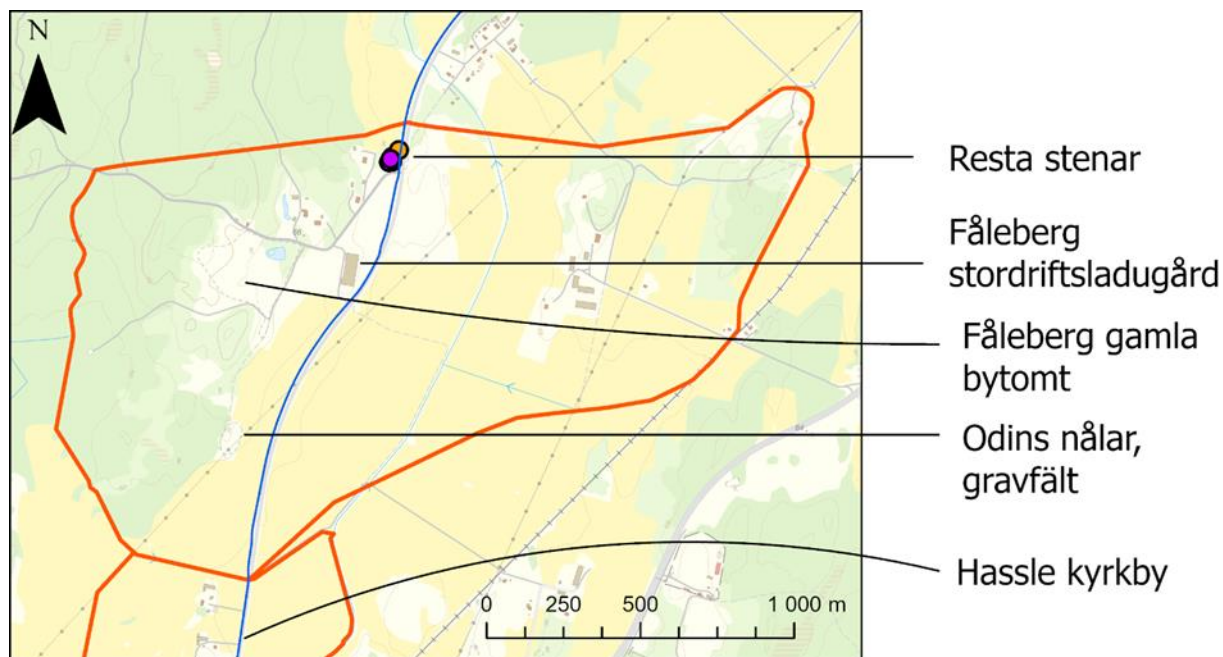 N
Resta stenar
Fåleberg
stordriftsladugård
Fåleberg gamla
bytomt
Odins nålar,
gravfält
Hassle kyrkby
0 250 500 1 000 m